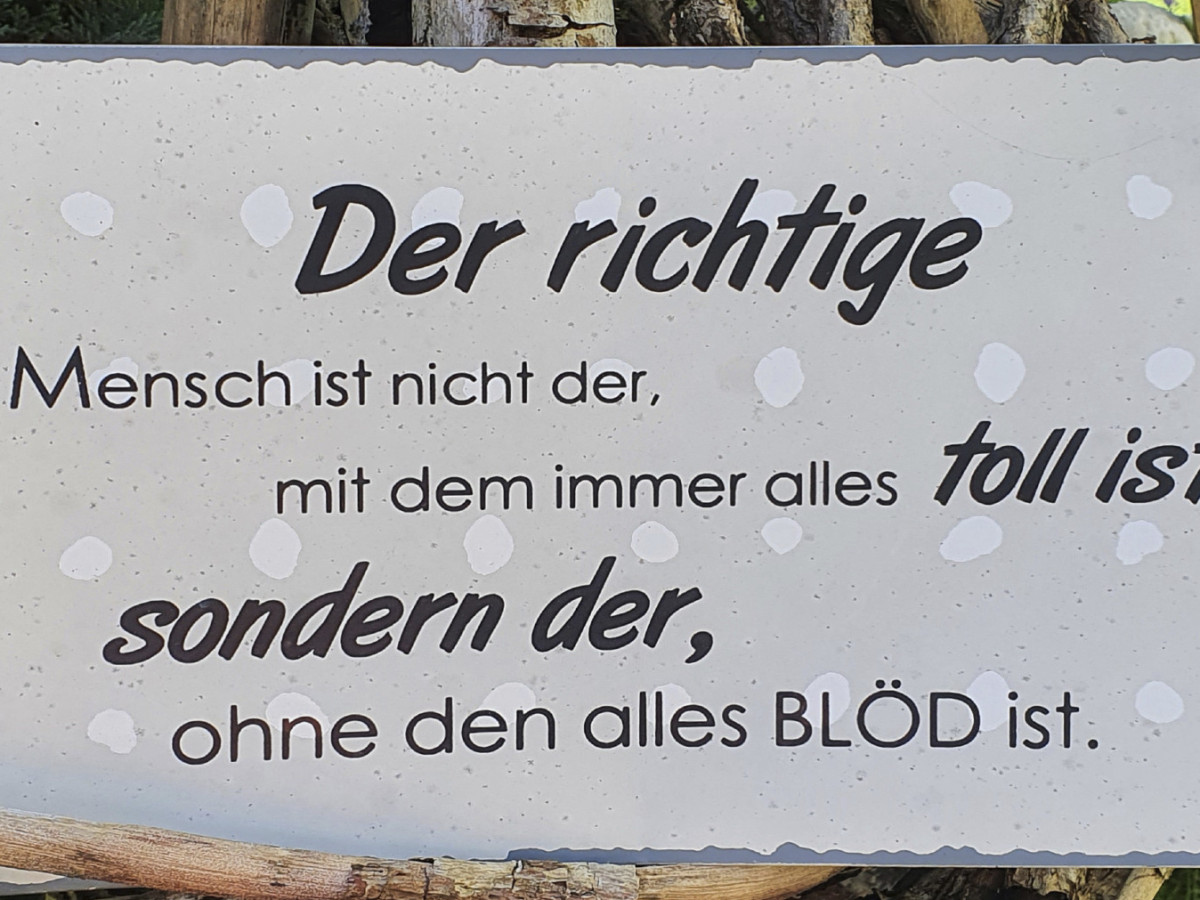 Der richtige
Mensch ist nicht der,
mit dem immer alles toll ist
sondern der,
ohne den alles BLÖD ist.